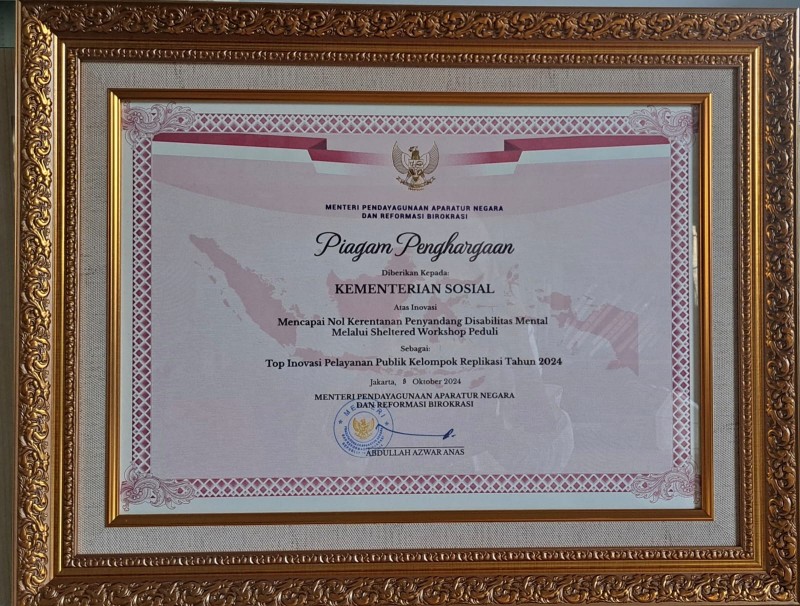 MENTERI PENDAYAGUNAAN APARATUR NEGARA
DAN REFORMASI BIROKRASI
Piagam Penghargaan
Diberikan Kepada:
KEMENTERIAN SOSIAL
Atas Inovasi
Mencapai Nol Kerentanan Penyandang Disabilitas Mental
Melalui Sheltered Workshop Peduli
Sebagai:
Top Inovasi Pelayanan Publik Kelompok Replikasi Tahun 2024
Jakarta, 8 Oktober 2024
MENTERI PENDAYAGUNAAN APARATUR NEGARA
DAN REFORMASI BIROKRASI
MENTERI
ABDULLAH AZWAR ANAS